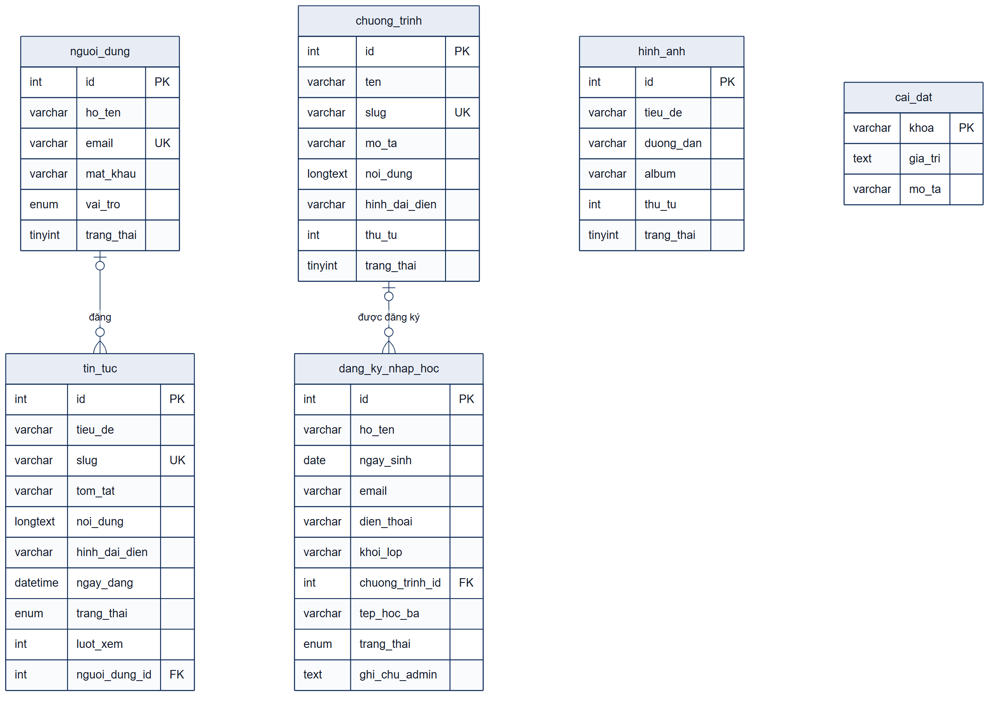 nguoi_dung
int id PK
varchar ho_ten
varchar email UK
varchar mat_khau
enum vai_tro
tinyint trang_thai
đăng
tin_tuc
int id PK
varchar tieu_de
varchar slug UK
varchar tom_tat
longtext noi_dung
varchar hinh_dai_dien
datetime ngay_dang
enum trang_thai
int luot_xem
int nguoi_dung_id FK
chuong_trinh
int id PK
varchar ten
varchar slug UK
varchar mo_ta
longtext noi_dung
varchar hinh_dai_dien
int thu_tu
tinyint trang_thai
được đăng ký
dang_ky_nhap_hoc
int id PK
varchar ho_ten
date ngay_sinh
varchar email
varchar dien_thoai
varchar khoi_lop
int chuong_trinh_id FK
varchar tep_hoc_ba
enum trang_thai
text ghi_chu_admin
hinh_anh
int id PK
varchar tieu_de
varchar duong_dan
varchar album
int thu_tu
tinyint trang_thai
cai_dat
varchar khoa PK
text gia_tri
varchar mo_ta